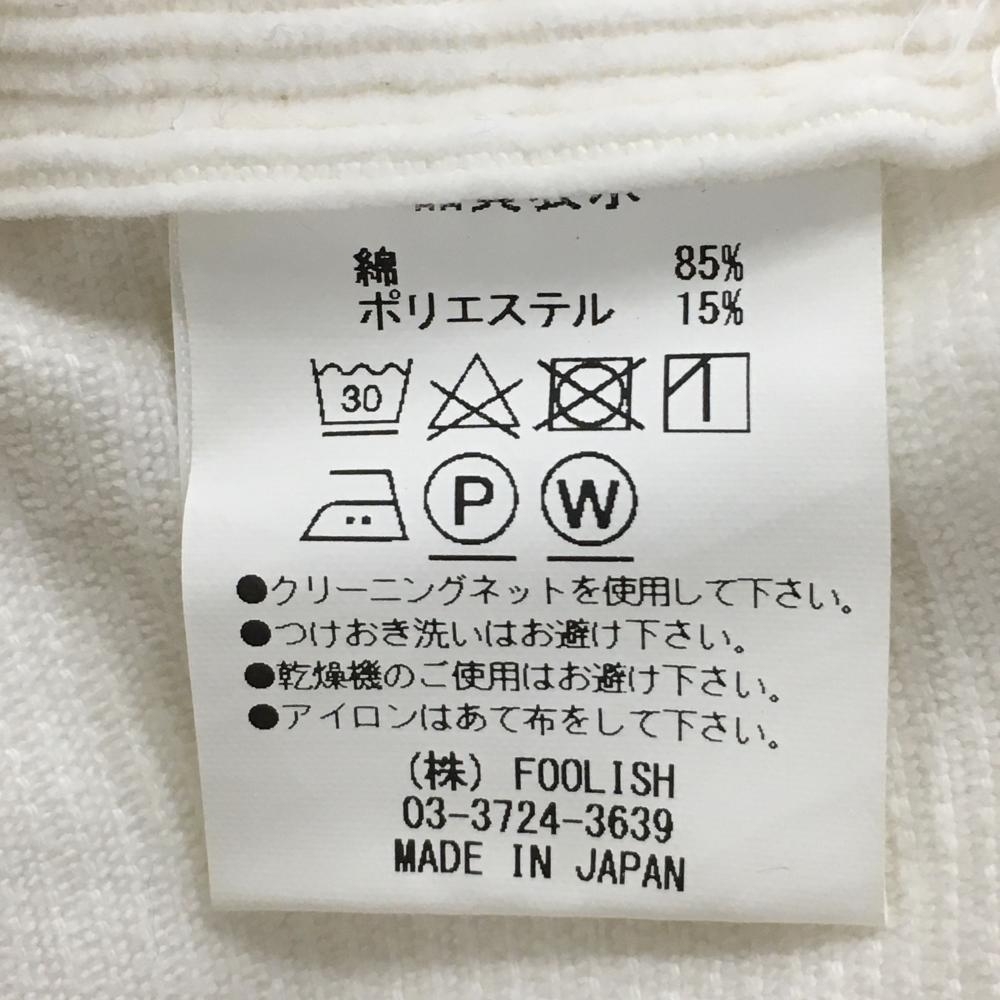 綿 85%
ポリエステル 15%
30
P W
●クリーニングネットを使用して下さい。
●つけおき洗いはお避け下さい。
●乾燥機のご使用はお避け下さい。
●アイロンはあて布をして下さい。
(株) FOOLISH
03-3724-3639
MADE IN JAPAN